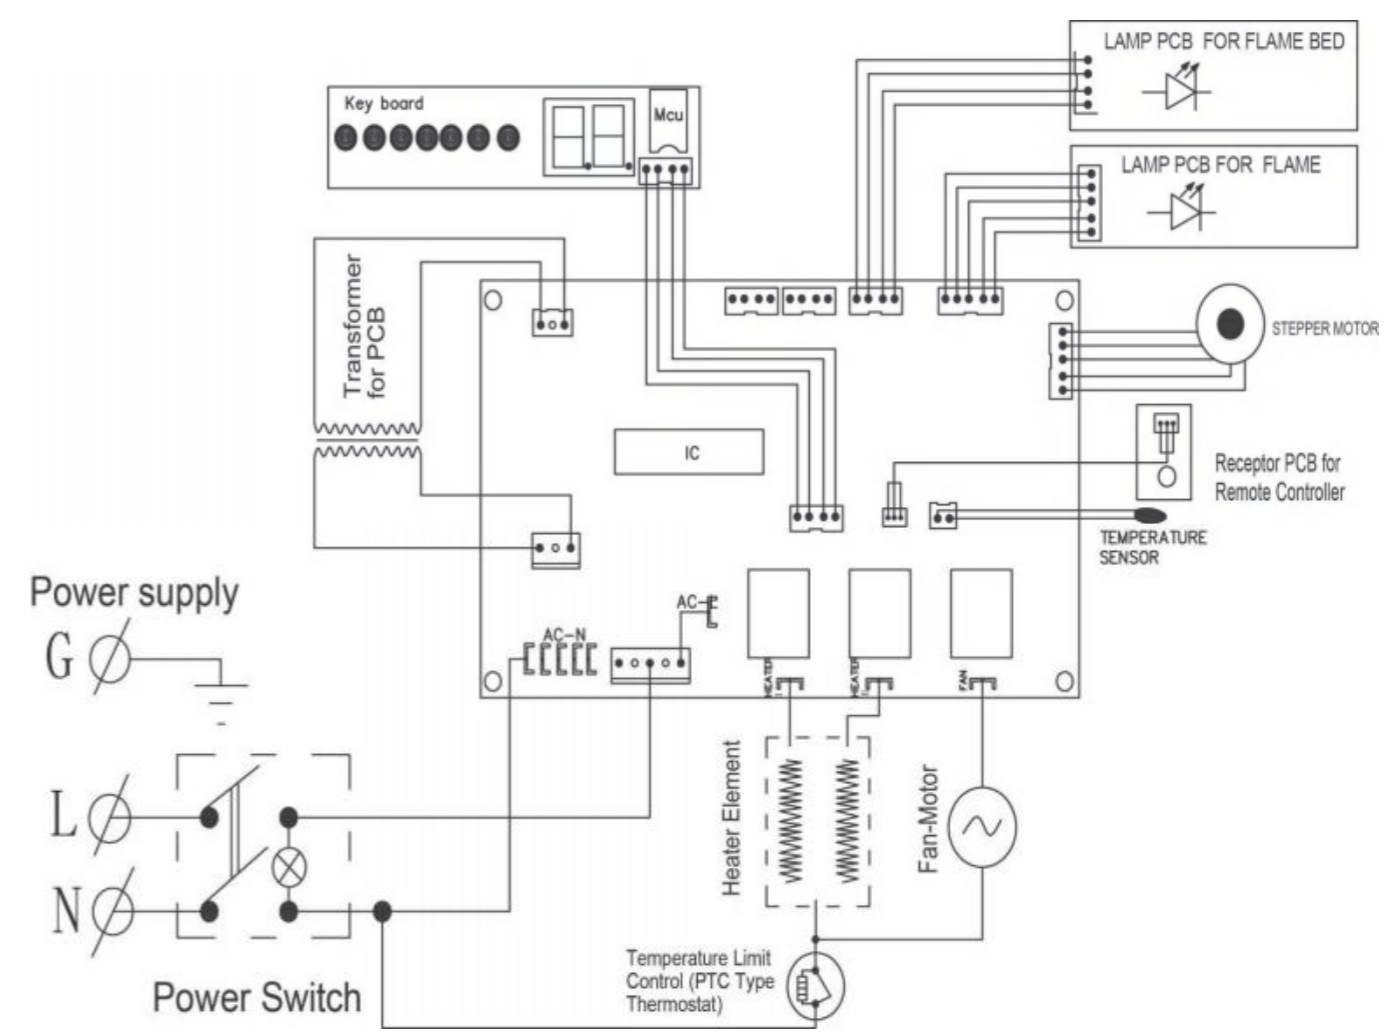 LAMP PCB FOR FLAME BED
Key board
Mcu
LAMP PCB FOR FLAME
Transformer
for PCB
STEPPER MOTOR
IC
Receptor PCB for
Remote Controller
TEMPERATURE
SENSOR
Power supply
G
AC-N
HEATER
HEATER
FAN
L
N
Heater Element
Fan-Motor
Power Switch
Temperature Limit
Control (PTC Type
Thermostat)